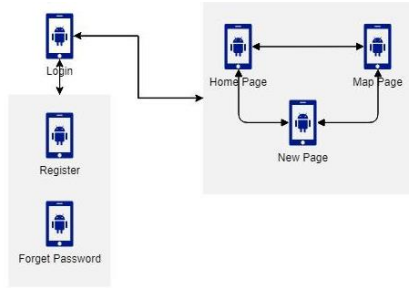 Login
Home Page
Map Page
New Page
Register
Forget Password